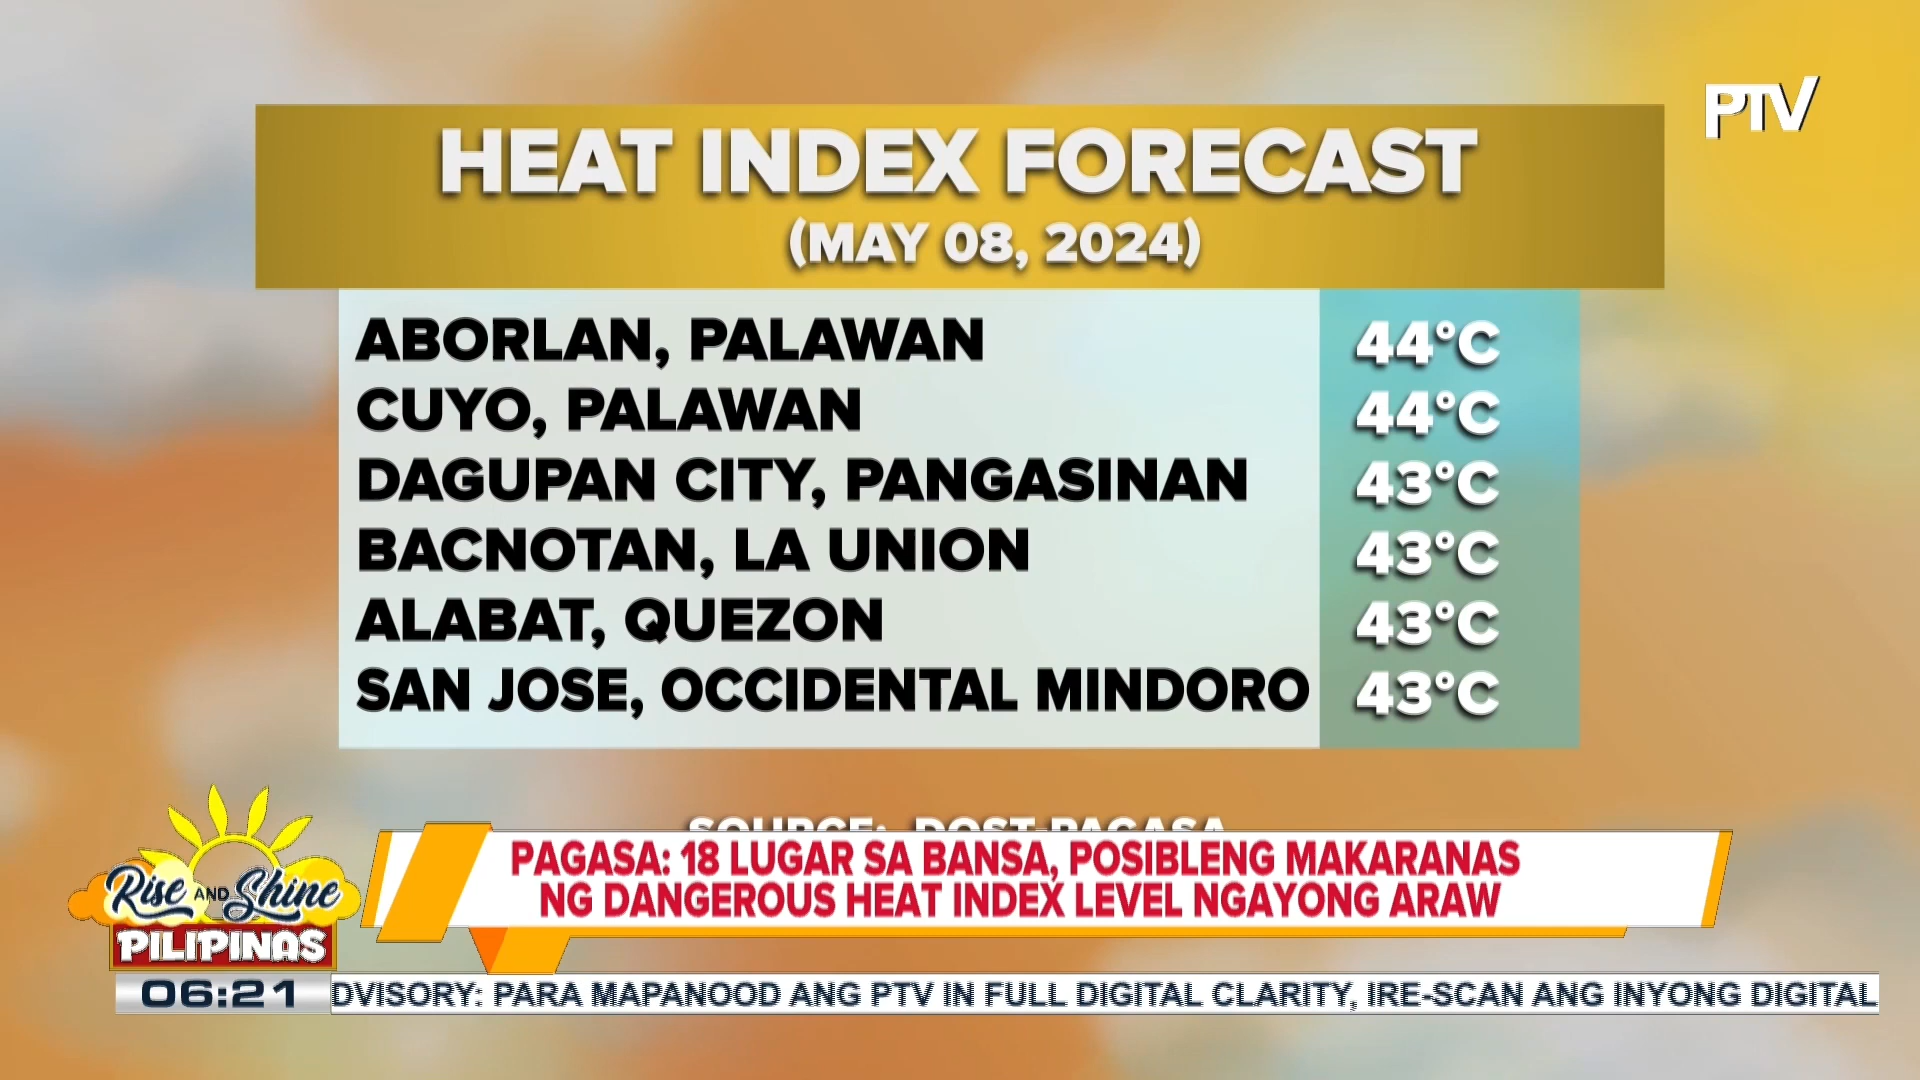 PTV
HEAT INDEX FORECAST
(MAY 08, 2024)
ABORLAN, PALAWAN 44°C
CUYO, PALAWAN 44°C
DAGUPAN CITY, PANGASINAN 43°C
BACNOTAN, LA UNION 43°C
ALABAT, QUEZON 43°C
SAN JOSE, OCCIDENTAL MINDORO 43°C
SOURCE: DOST-PAGASA
PAGASA: 18 LUGAR SA BANSA, POSIBLENG MAKARANAS
NG DANGEROUS HEAT INDEX LEVEL NGAYONG ARAW
Rise AND Shine
PILIPINAS
06:21 DVISORY: PARA MAPANOOD ANG PTV IN FULL DIGITAL CLARITY, IRE-SCAN ANG INYONG DIGITAL